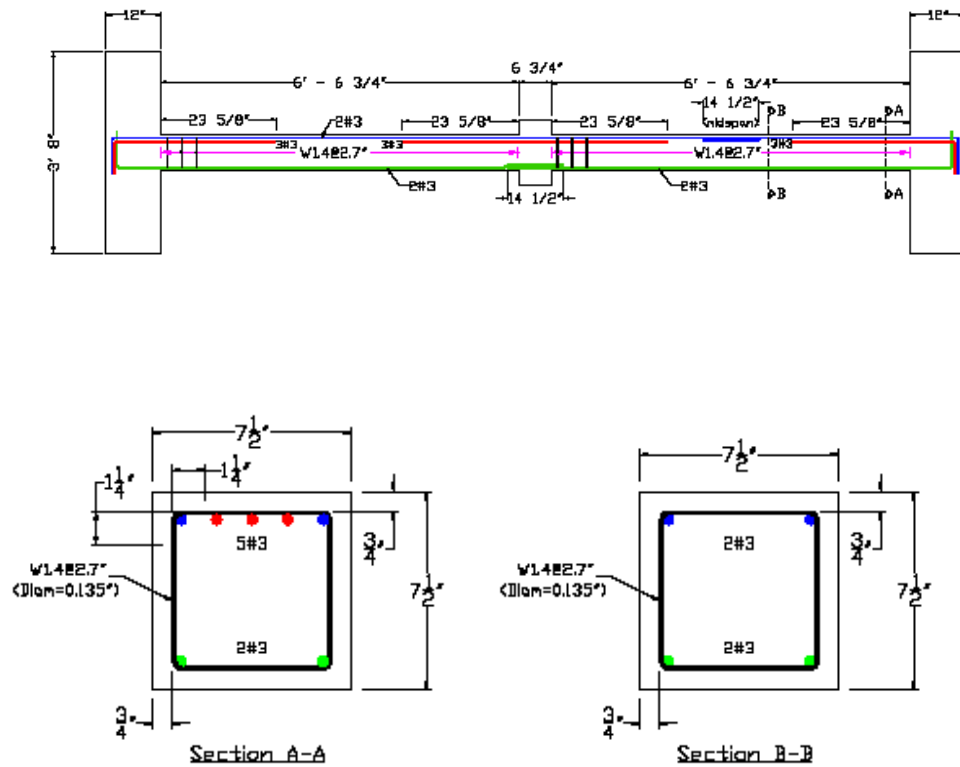 12" 12"
6 3/4"
6' - 6 3/4" 6' - 6 3/4"
14 1/2"
23 5/8" 2#3 23 5/8" 23 5/8" (midspan) B 23 5/8" A
3#3 3#3 3#3
W1.4@2.7" W1.4@2.7"
2#3 14 1/2" 2#3 B A
7 1/2" 7 1/2"
1 1/4" 1 1/4"
5#3 3/4" 2#3 3/4"
W1.4@2.7" 7 1/2" W1.4@2.7" 7 1/2"
(Diam=0.135") (Diam=0.135")
2#3 2#3
3/4" 3/4"
Section A-A Section B-B